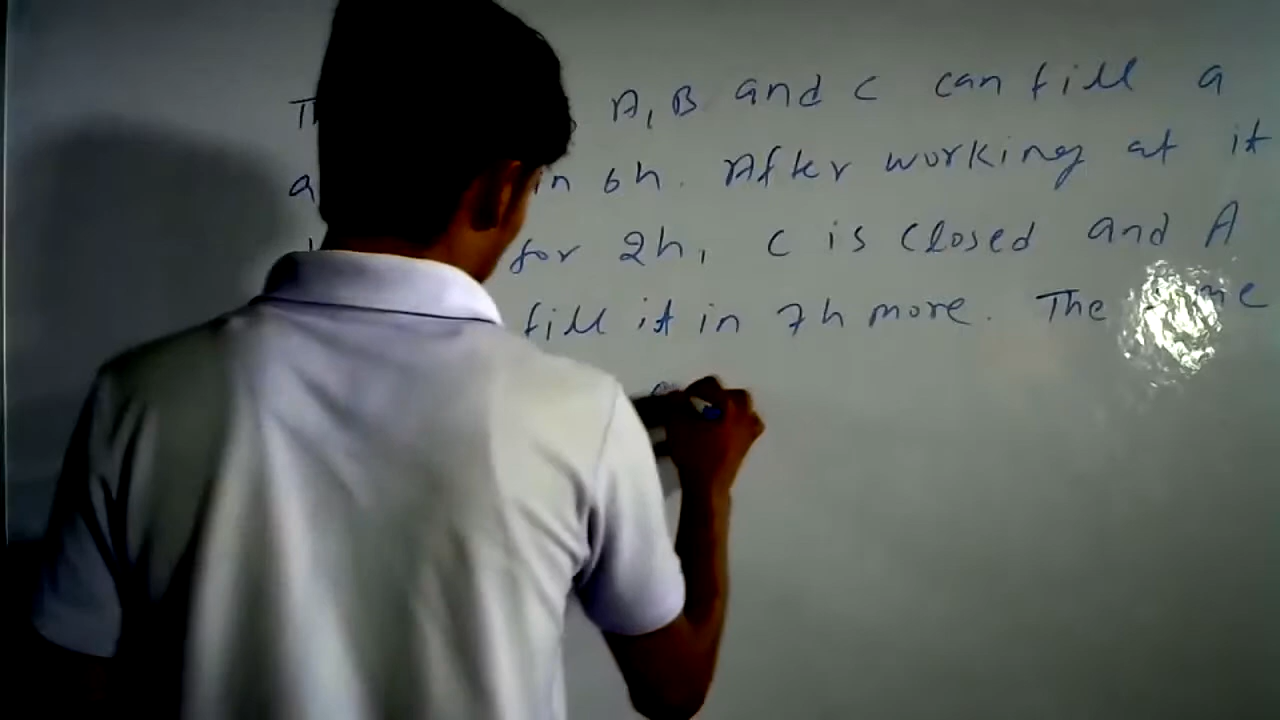 A, B and C can fill a
in 6h. After working at it
for 2h, C is closed and A
fill it in 7h more. The